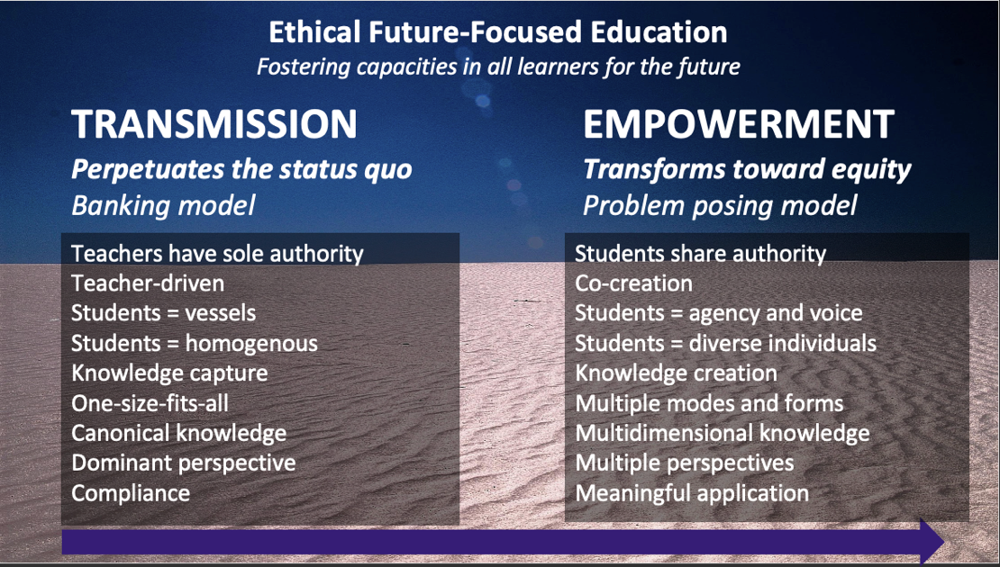 Ethical Future-Focused Education
Fostering capacities in all learners for the future
TRANSMISSION
Perpetuates the status quo
Banking model
Teachers have sole authority
Teacher-driven
Students = vessels
Students = homogenous
Knowledge capture
One-size-fits-all
Canonical knowledge
Dominant perspective
Compliance
EMPOWERMENT
Transforms toward equity
Problem posing model
Students share authority
Co-creation
Students = agency and voice
Students = diverse individuals
Knowledge creation
Multiple modes and forms
Multidimensional knowledge
Multiple perspectives
Meaningful application